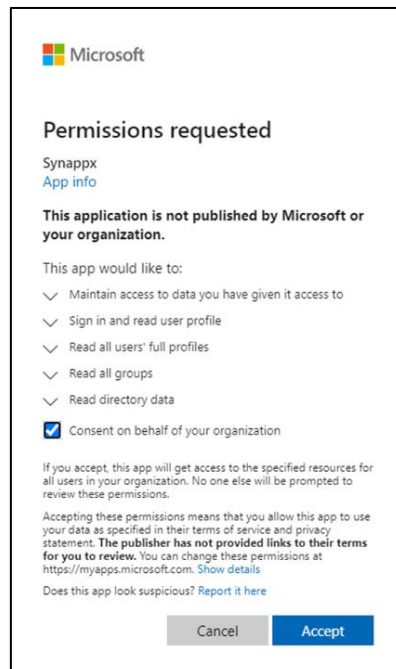 Microsoft
Permissions requested
Synappx
App info
This application is not published by Microsoft or
your organization.
This app would like to:
Maintain access to data you have given it access to
Sign in and read user profile
Read all users' full profiles
Read all groups
Read directory data
Consent on behalf of your organization
If you accept, this app will get access to the specified resources for
all users in your organization. No one else will be prompted to
review these permissions.
Accepting these permissions means that you allow this app to use
your data as specified in their terms of service and privacy
statement. The publisher has not provided links to their terms
for you to review. You can change these permissions at
https://myapps.microsoft.com. Show details
Does this app look suspicious? Report it here
Cancel Accept